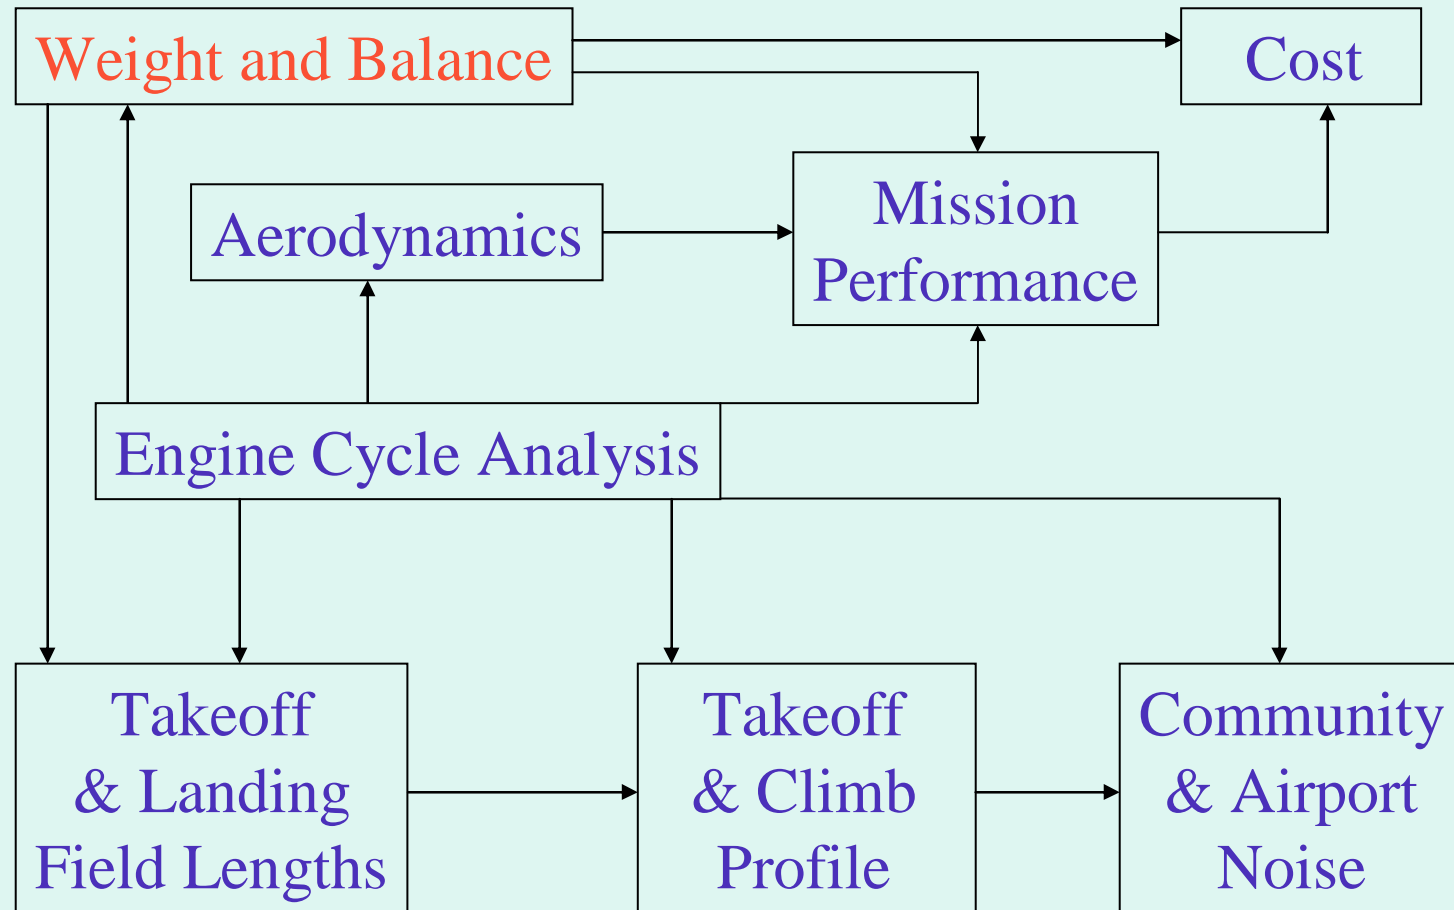 Weight and Balance
Cost
Aerodynamics
Mission
Performance
Engine Cycle Analysis
Takeoff
& Landing
Field Lengths
Takeoff
& Climb
Profile
Community
& Airport
Noise